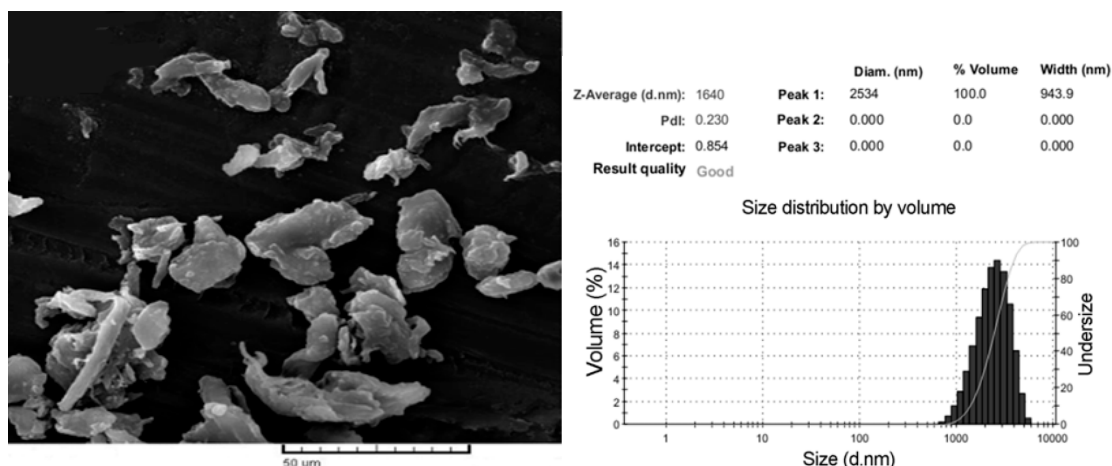 50 µm
Diam. (nm) % Volume Width (nm)
Z-Average (d.nm): 1640 Peak 1: 2534 100.0 943.9
PdI: 0.230 Peak 2: 0.000 0.0 0.000
Intercept: 0.854 Peak 3: 0.000 0.0 0.000
Result quality Good
Size distribution by volume
Volume (%)
16
14
12
10
8
6
4
2
0
100
80
60
40
20
0
Undersize
1 10 100 1000 10000
Size (d.nm)